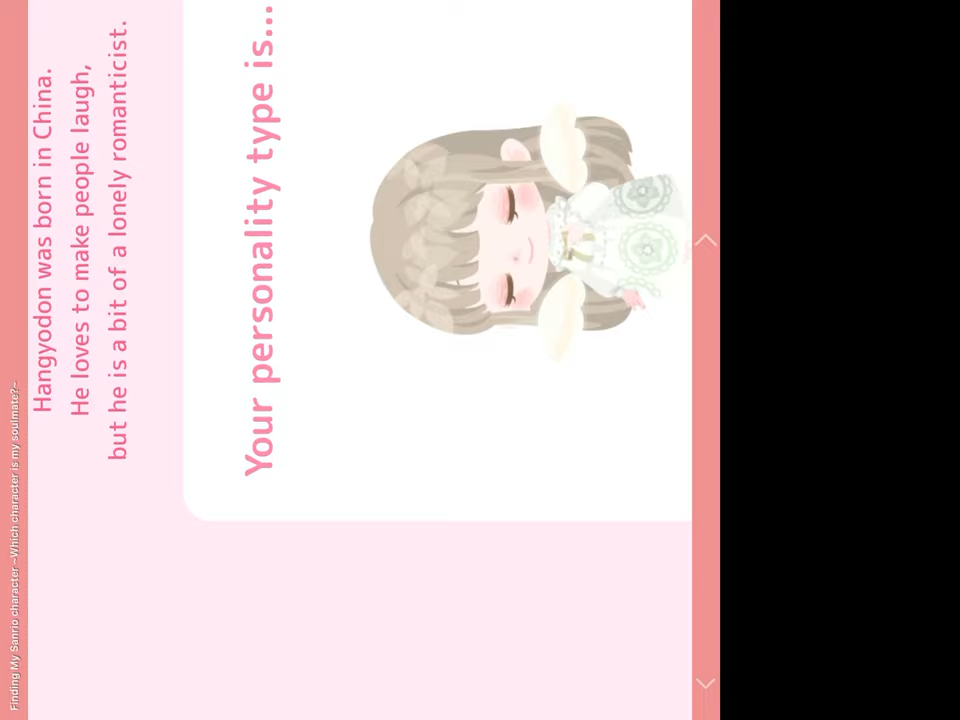 Finding My Sanrio character ~Which character is my soulmate?~
Hangyodon was born in China.
He loves to make people laugh,
but he is a bit of a lonely romanticist.
Your personality type is...